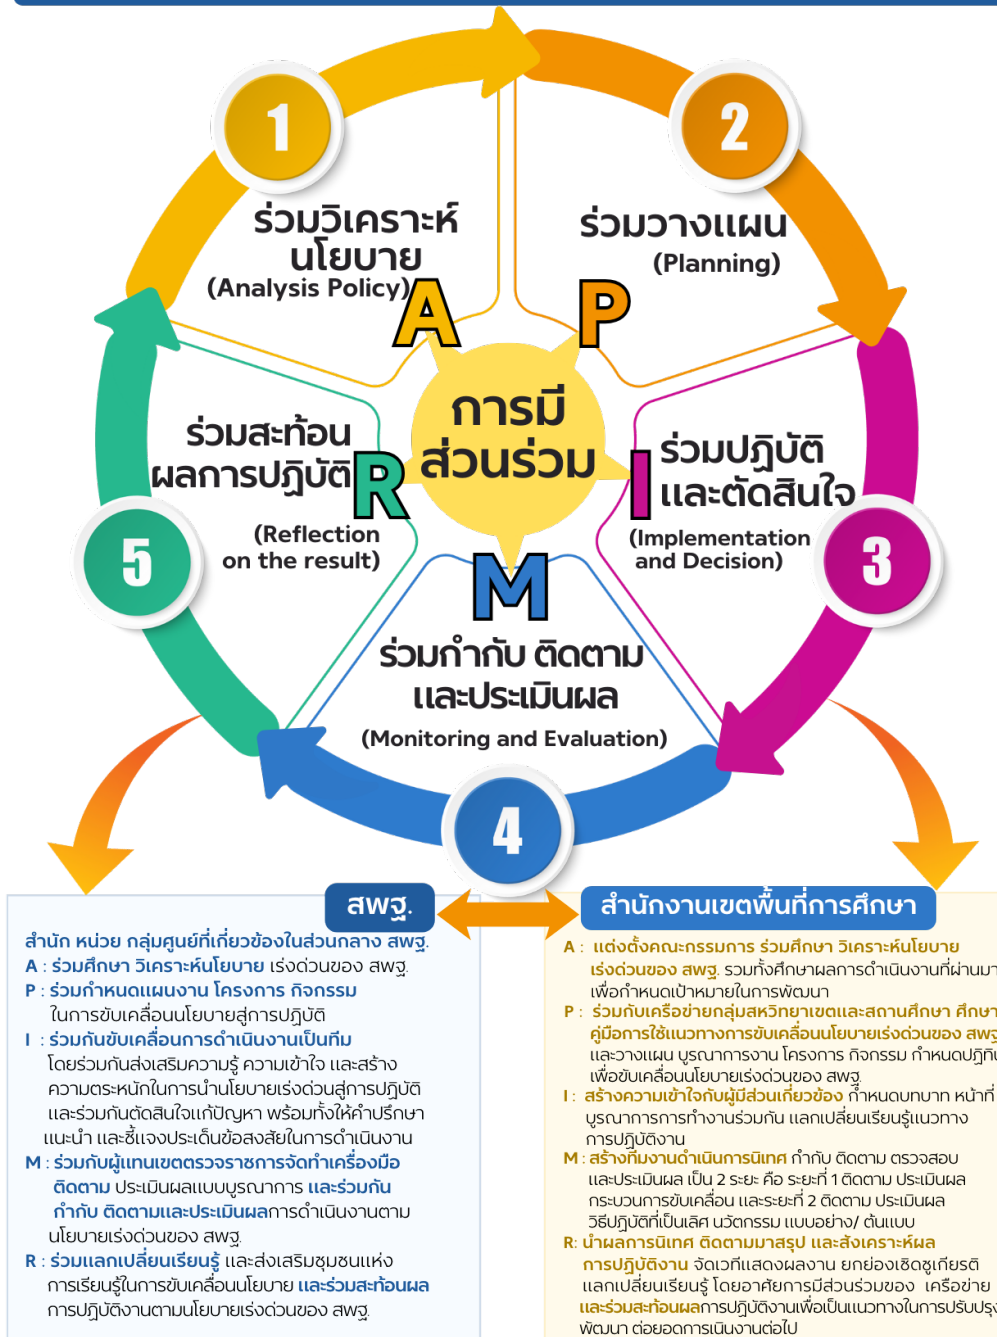 1
ร่วมวิเคราะห์
นโยบาย
(Analysis Policy)
A
2
ร่วมวางแผน
(Planning)
P
การมี
ส่วนร่วม
3
ร่วมปฏิบัติ
และตัดสินใจ
(Implementation
and Decision)
I
4
M
ร่วมกำกับ ติดตาม
และประเมินผล
(Monitoring and Evaluation)
5
ร่วมสะท้อน
ผลการปฏิบัติ
R
(Reflection
on the result)
สพฐ.
สำนัก หน่วย กลุ่มศูนย์ที่เกี่ยวข้องในส่วนกลาง สพฐ.
A : ร่วมศึกษา วิเคราะห์นโยบาย เร่งด่วนของ สพฐ.
P : ร่วมกำหนดแผนงาน โครงการ กิจกรรม
ในการขับเคลื่อนนโยบายสู่การปฏิบัติ
I : ร่วมกันขับเคลื่อนการดำเนินงานเป็นทีม
โดยร่วมกันส่งเสริมความรู้ ความเข้าใจ และสร้าง
ความตระหนักในการนำนโยบายเร่งด่วนสู่การปฏิบัติ
และร่วมกันตัดสินใจแก้ปัญหา พร้อมทั้งให้คำปรึกษา
แนะนำ และชี้แจงประเด็นข้อสงสัยในการดำเนินงาน
M : ร่วมกับผู้แทนเขตตรวจราชการจัดทำเครื่องมือ
ติดตาม ประเมินผลแบบบูรณาการ และร่วมกัน
กำกับ ติดตามและประเมินผลการดำเนินงานตาม
นโยบายเร่งด่วนของ สพฐ.
R : ร่วมแลกเปลี่ยนเรียนรู้ และส่งเสริมชุมชนแห่ง
การเรียนรู้ในการขับเคลื่อนนโยบาย และร่วมสะท้อนผล
การปฏิบัติงานตามนโยบายเร่งด่วนของ สพฐ.
สำนักงานเขตพื้นที่การศึกษา
A : แต่งตั้งคณะกรรมการ ร่วมศึกษา วิเคราะห์นโยบาย
เร่งด่วนของ สพฐ. รวมทั้งศึกษาผลการดำเนินงานที่ผ่านมา
เพื่อกำหนดเป้าหมายในการพัฒนา
P : ร่วมกับเครือข่ายกลุ่มสหวิทยาเขตและสถานศึกษา ศึกษา
คู่มือการใช้แนวทางการขับเคลื่อนนโยบายเร่งด่วนของ สพฐ
และวางแผน บูรณาการงาน โครงการ กิจกรรม กำหนดปฏิทิน
เพื่อขับเคลื่อนนโยบายเร่งด่วนของ สพฐ.
I : สร้างความเข้าใจกับผู้มีส่วนเกี่ยวข้อง กำหนดบทบาท หน้าที่
บูรณาการการทำงานร่วมกัน แลกเปลี่ยนเรียนรู้แนวทาง
การปฏิบัติงาน
M : สร้างทีมงานดำเนินการนิเทศ กำกับ ติดตาม ตรวจสอบ
และประเมินผล เป็น 2 ระยะ คือ ระยะที่ 1 ติดตาม ประเมินผล
กระบวนการขับเคลื่อน และระยะที่ 2 ติดตาม ประเมินผล
วิธีปฏิบัติที่เป็นเลิศ นวัตกรรม แบบอย่าง/ ต้นแบบ
R: นำผลการนิเทศ ติดตามมาสรุป และสังเคราะห์ผล
การปฏิบัติงาน จัดเวทีแสดงผลงาน ยกย่องเชิดชูเกียรติ
แลกเปลี่ยนเรียนรู้ โดยอาศัยการมีส่วนร่วมของ เครือข่าย
และร่วมสะท้อนผลการปฏิบัติงานเพื่อเป็นแนวทางในการปรับปรุง
พัฒนา ต่อยอดการเนินงานต่อไป